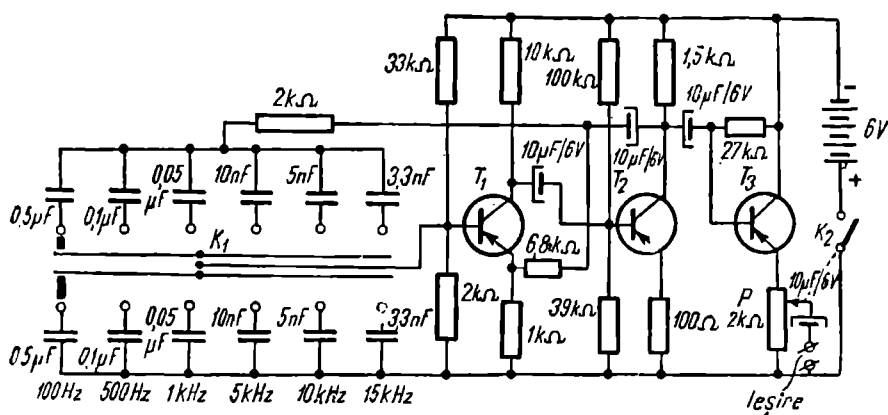 33kΩ
10kΩ
100kΩ
1,5kΩ
10µF/6V
2kΩ
6V
0,5µF
0,1µF
0,05
µF
10nF
5nF
3,3nF
10µF/6V
10µF/6V
27kΩ
T1
T2
T3
K1
K2
6,8kΩ
2kΩ
1kΩ
39kΩ
100Ω
P
2kΩ
10µF/6V
0,5µF
0,1µF
0,05
µF
10nF
5nF
3,3nF
100Hz 500Hz 1kHz 5kHz 10kHz 15kHz
Ieşire